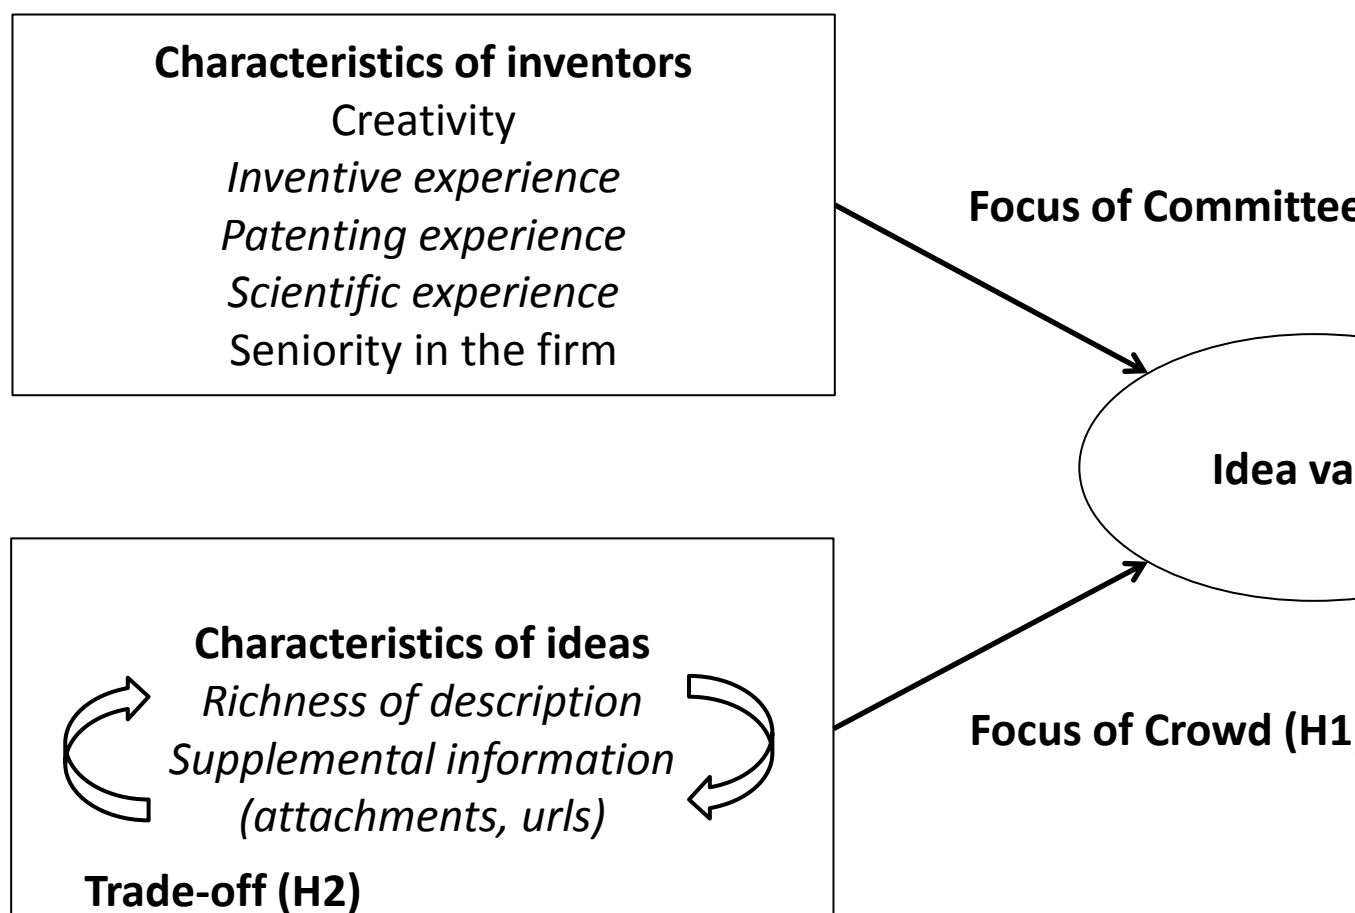 Characteristics of inventors
Creativity
Inventive experience
Patenting experience
Scientific experience
Seniority in the firm
Focus of Committee
Idea va
Characteristics of ideas
Richness of description
Supplemental information
(attachments, urls)
Trade-off (H2)
Focus of Crowd (H1